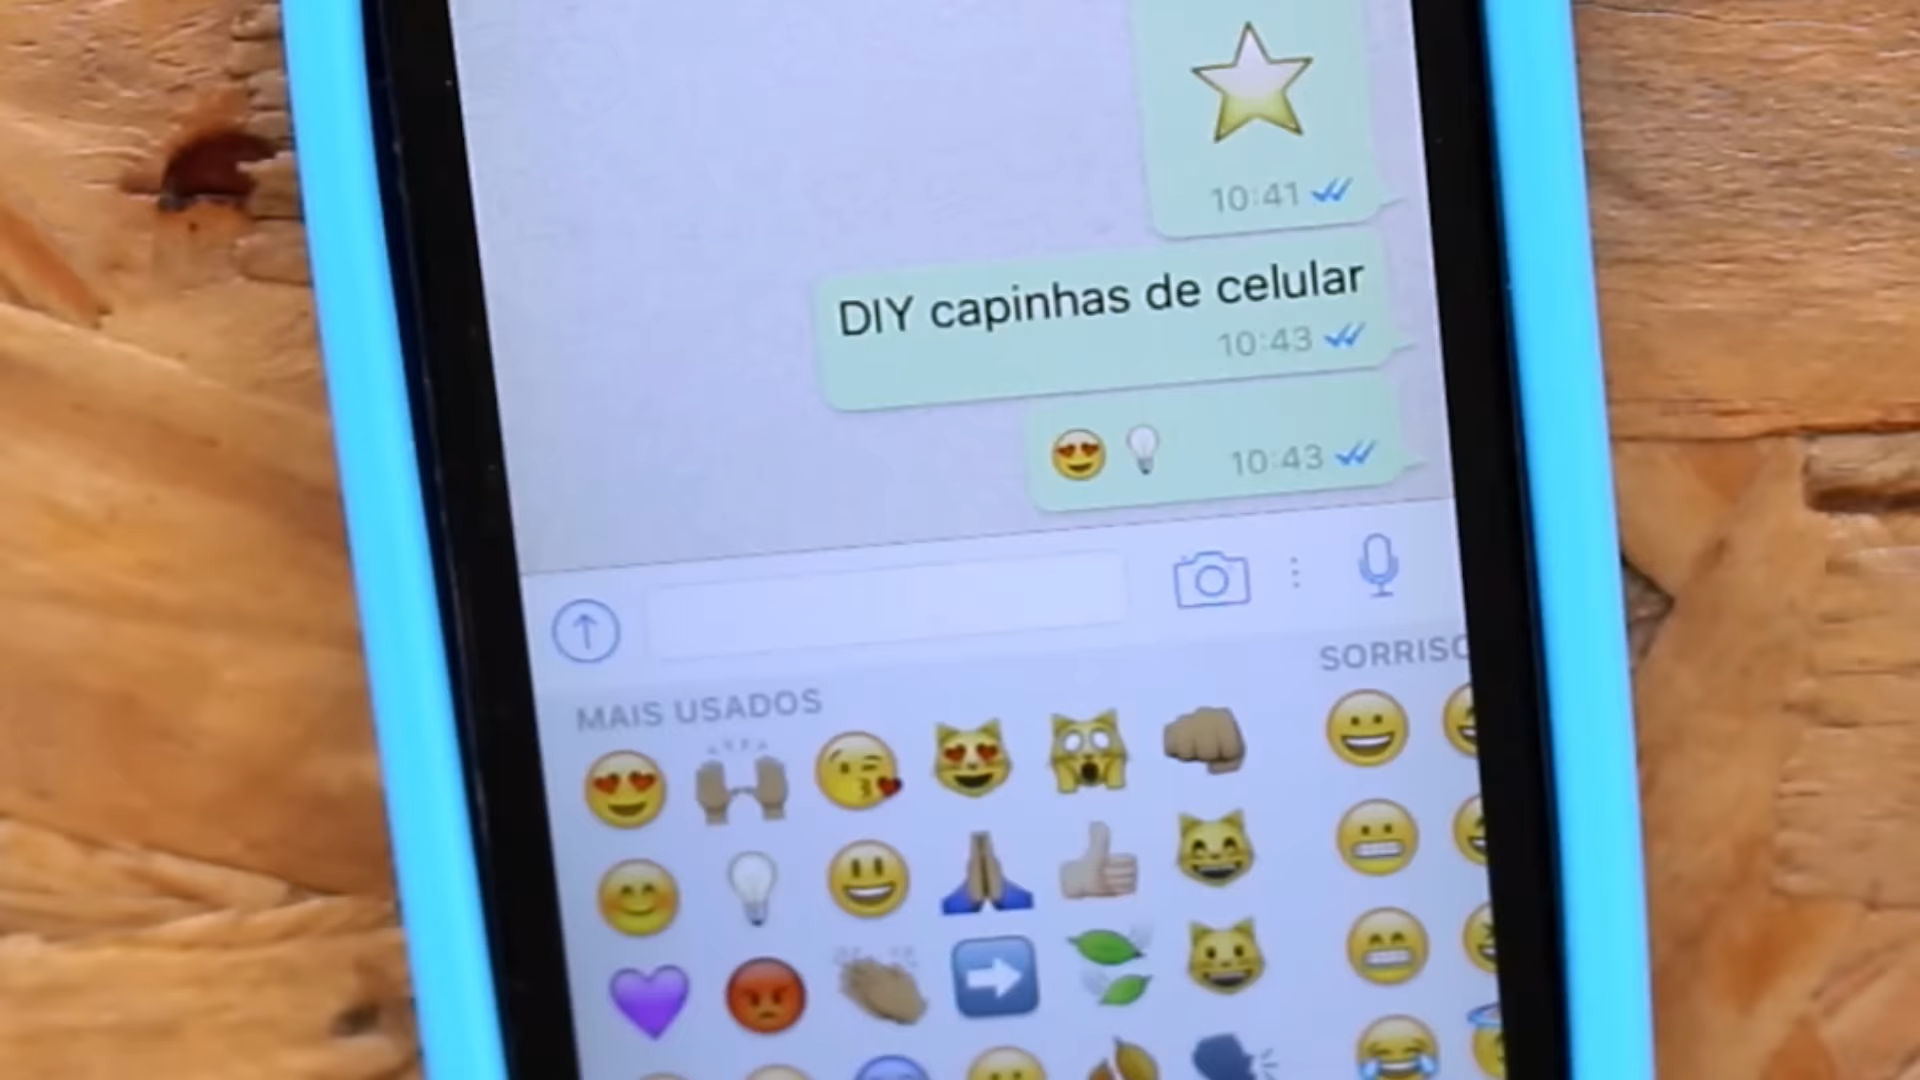 10:41
DIY capinhas de celular
10:43
10:43
MAIS USADOS
SORRISO